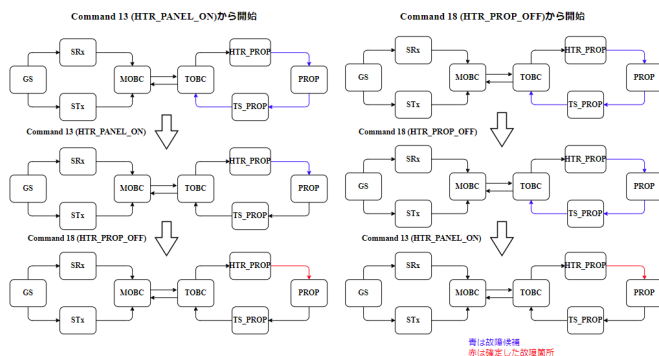 Command 13 (HTR_PANEL_ON)から開始
SRx
HTR_PROP
GS
MOBC
TOBC
PROP
STx
TS_PROP
Command 13 (HTR_PANEL_ON)
SRx
HTR_PROP
GS
MOBC
TOBC
PROP
STx
TS_PROP
Command 18 (HTR_PROP_OFF)
SRx
HTR_PROP
GS
MOBC
TOBC
PROP
STx
TS_PROP
Command 18 (HTR_PROP_OFF)から開始
SRx
HTR_PROP
GS
MOBC
TOBC
PROP
STx
TS_PROP
Command 18 (HTR_PROP_OFF)
SRx
HTR_PROP
GS
MOBC
TOBC
PROP
STx
TS_PROP
Command 13 (HTR_PANEL_ON)
SRx
HTR_PROP
GS
MOBC
TOBC
PROP
STx
TS_PROP
青は故障候補
赤は確定した故障箇所